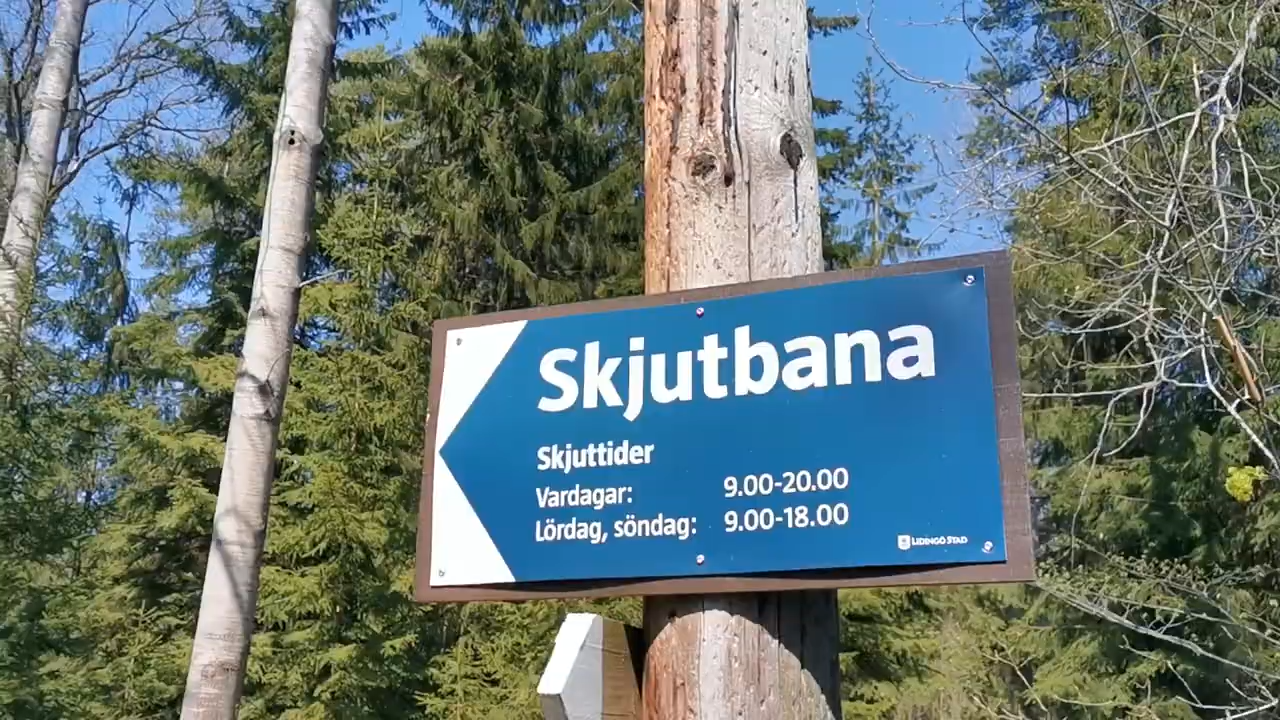 Skjutbana
Skjuttider
Vardagar: 9.00-20.00
Lördag, söndag: 9.00-18.00
LIDINGÖ STAD